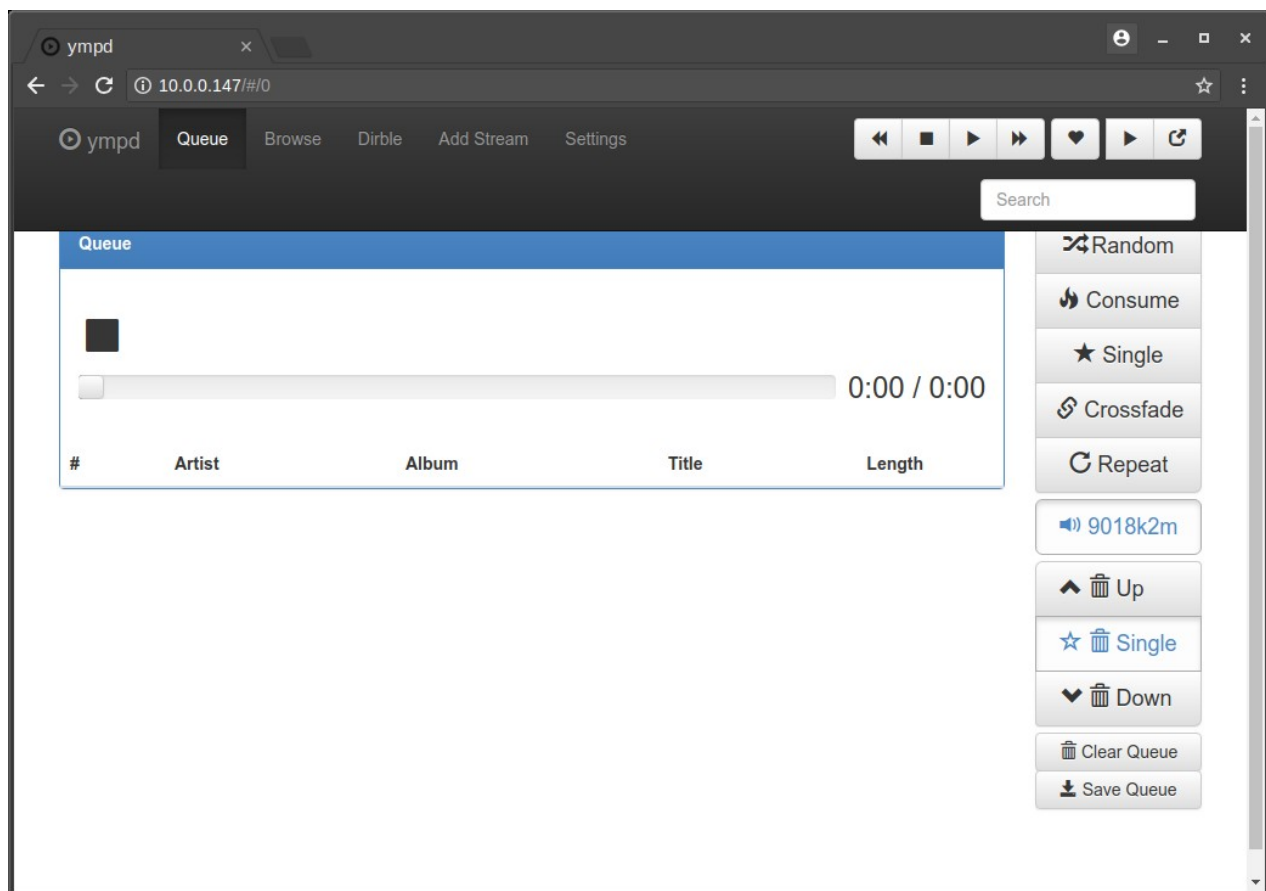 ympd
10.0.0.147/#/0
ympd Queue Browse Dirble Add Stream Settings
Search
Queue
0:00 / 0:00
# Artist Album Title Length
Random
Consume
Single
Crossfade
Repeat
9018k2m
Up
Single
Down
Clear Queue
Save Queue